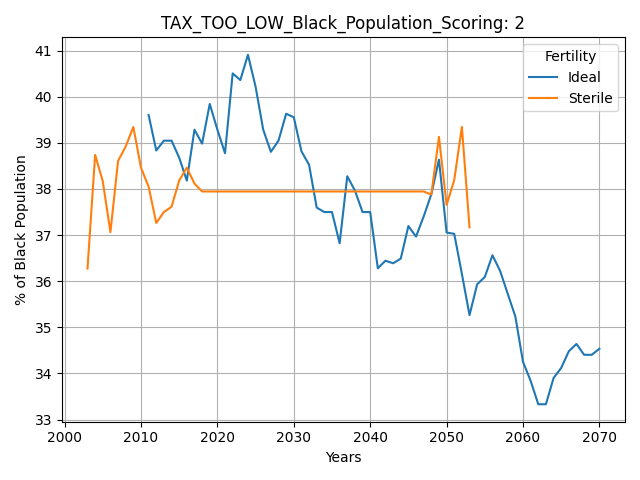 TAX_TOO_LOW_Black_Population_Scoring: 2
41
40
39
38
37
36
35
34
33
% of Black Population
Fertility
Ideal
Sterile
2000 2010 2020 2030 2040 2050 2060 2070
Years